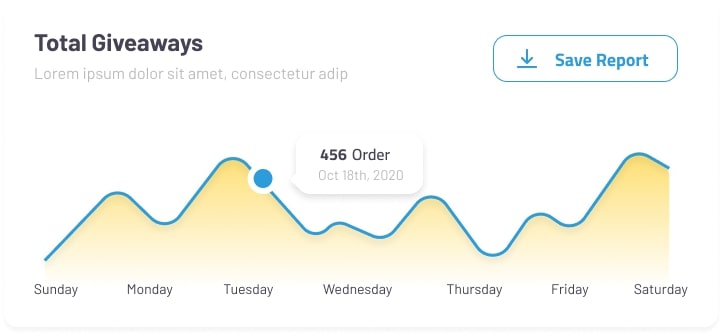 Total Giveaways
Lorem ipsum dolor sit amet, consectetur adip
Save Report
456 Order
Oct 18th, 2020
Sunday Monday Tuesday Wednesday Thursday Friday Saturday